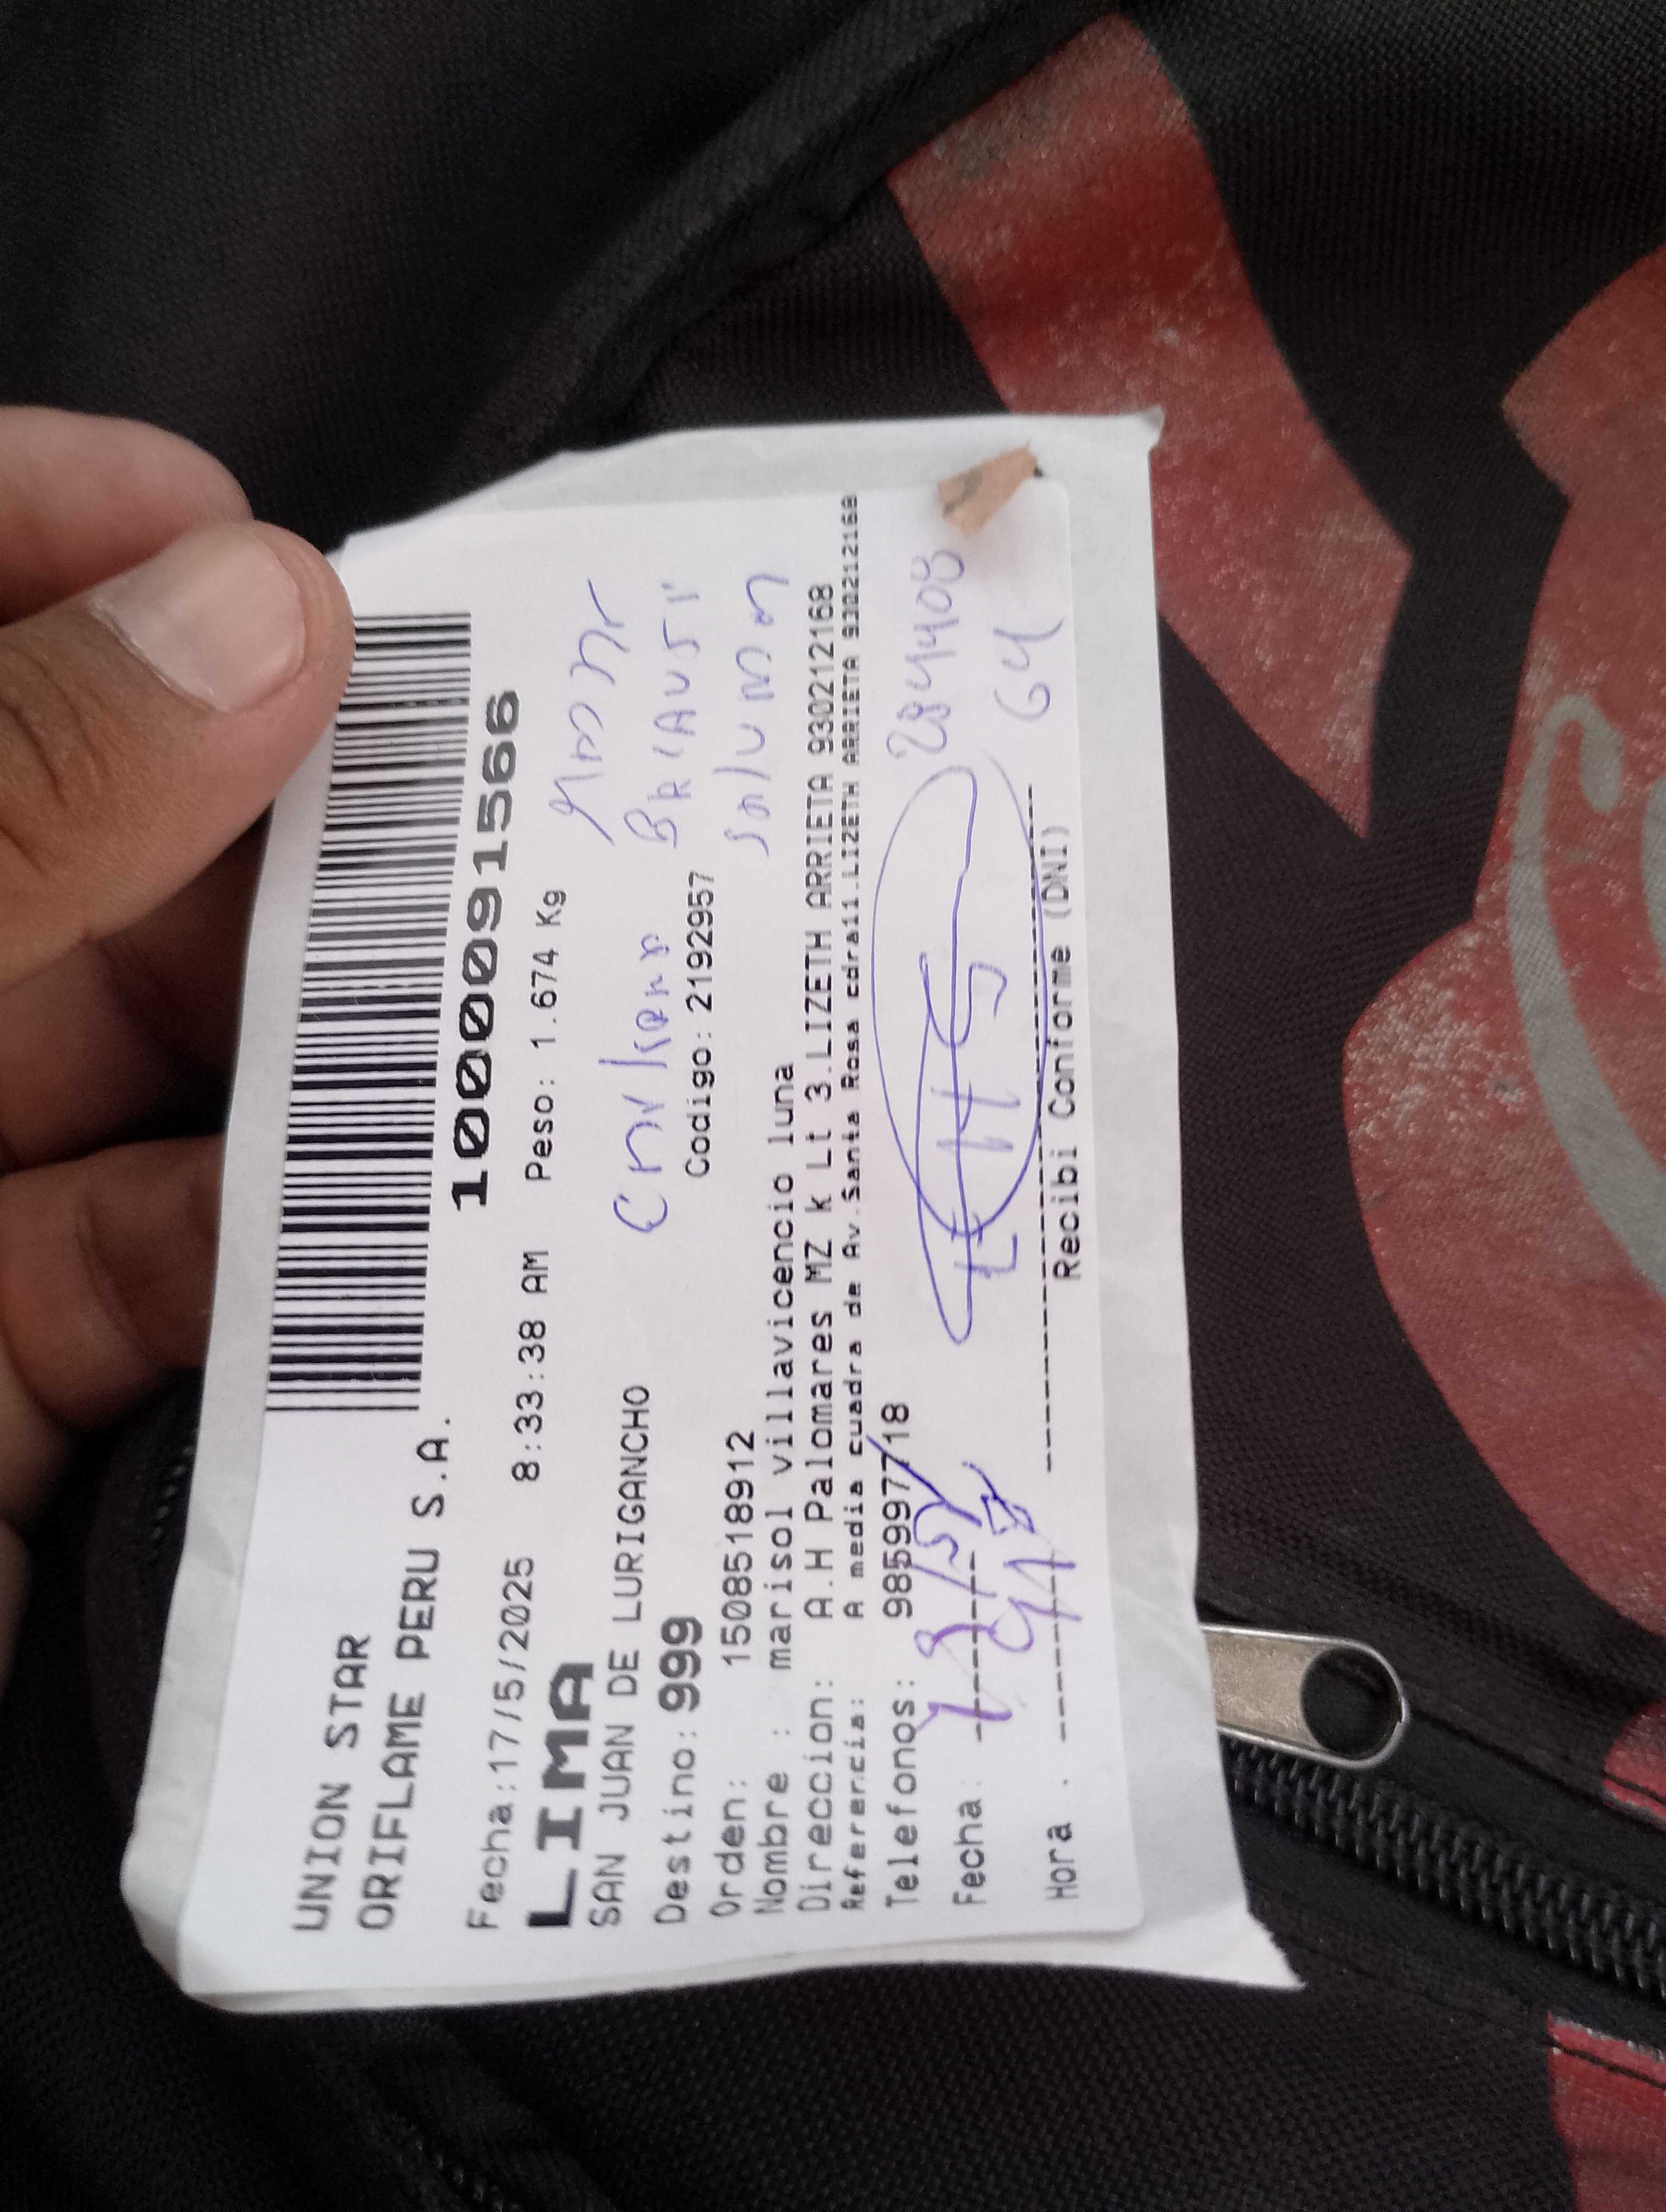 UNION STAR
ORIFLAME PERU S.A.
1000091566
Fecha:17/5/2025 8:33:38 AM Peso: 1.674 Kg
LIMA
SAN JUAN DE LURIGANCHO
Destino: 999 Codigo: 2192957
Orden: 1508518912
Nombre : marisol villavicencio luna
Direccion: A.H Palomares MZ k Lt 3.LIZETH ARRIETA 930212168
Referencia: A media cuadra de Av.Santa Rosa cdra11.LIZETH ARRIETA 930212168
Telefonos: 985997718
Fecha:
284408
64
Hora :
Recibi Conforme (DNI)